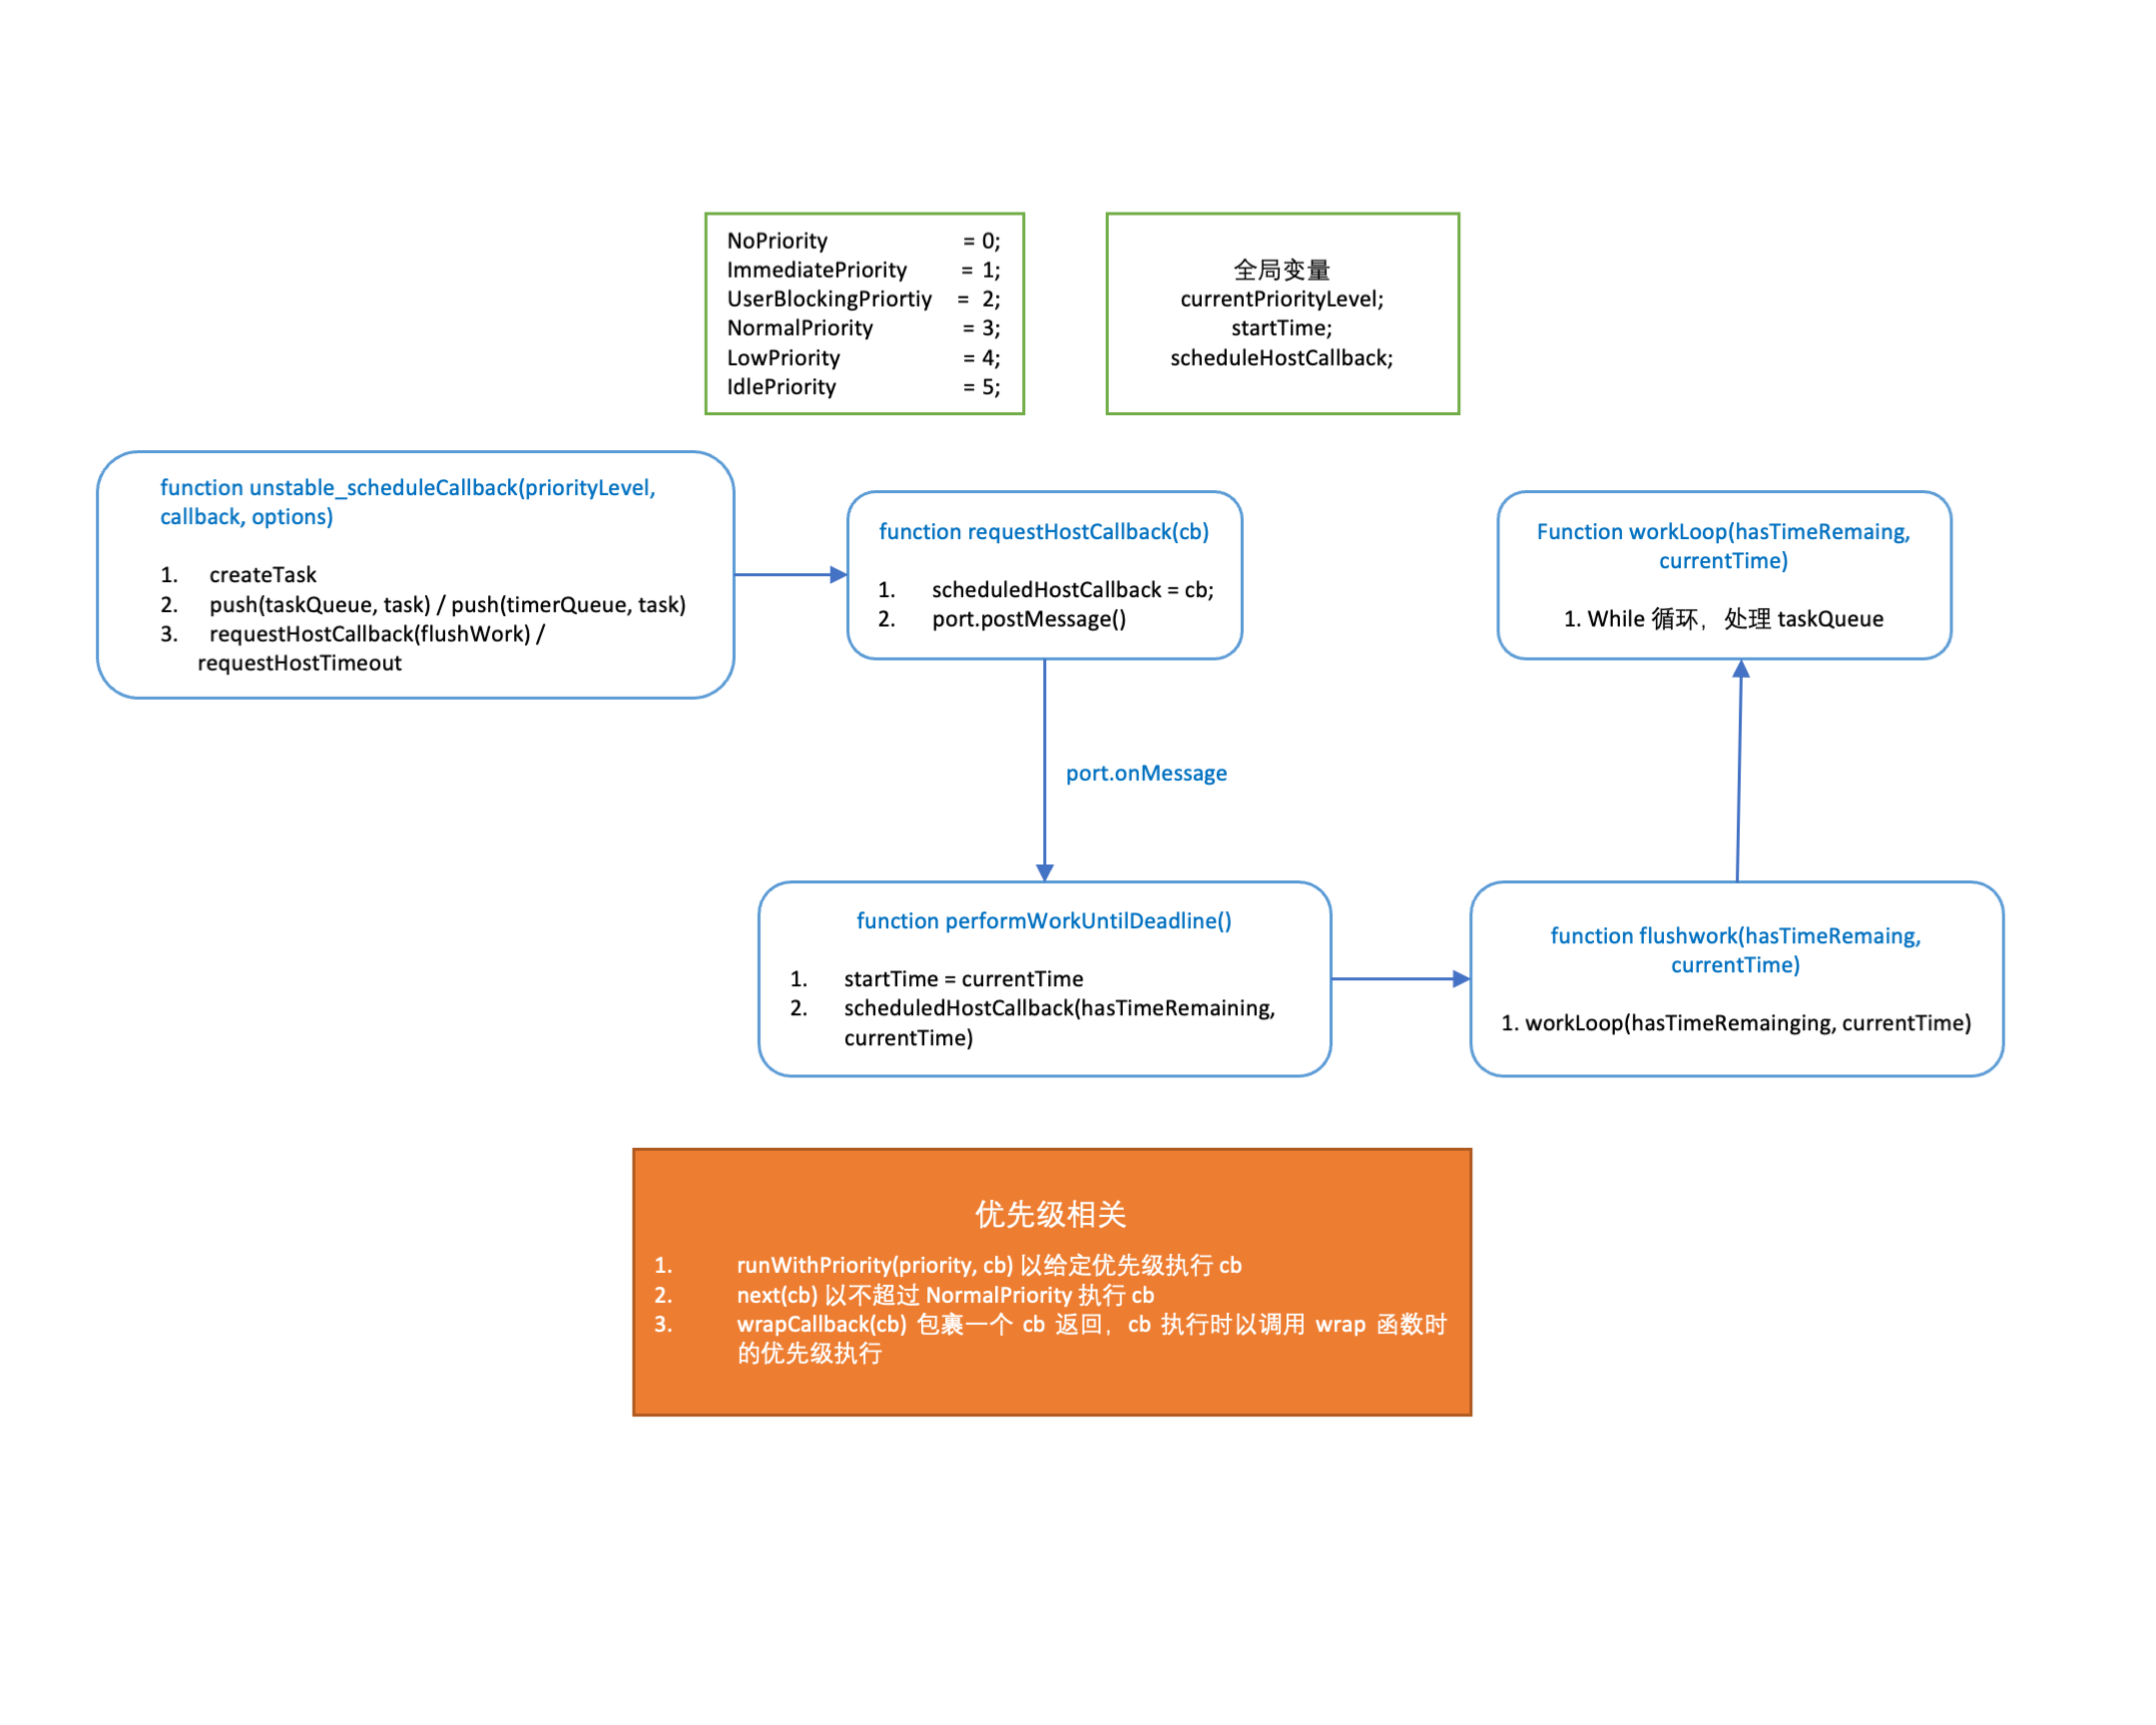 NoPriority = 0;
ImmediatePriority = 1;
UserBlockingPriortiy = 2;
NormalPriority = 3;
LowPriority = 4;
IdlePriority = 5;
全局变量
currentPriorityLevel;
startTime;
scheduleHostCallback;
function unstable_scheduleCallback(priorityLevel,
callback, options)
1. createTask
2. push(taskQueue, task) / push(timerQueue, task)
3. requestHostCallback(flushWork) /
requestHostTimeout
function requestHostCallback(cb)
1. scheduledHostCallback = cb;
2. port.postMessage()
Function workLoop(hasTimeRemaing,
currentTime)
1. While 循环，处理 taskQueue
port.onMessage
function performWorkUntilDeadline()
1. startTime = currentTime
2. scheduledHostCallback(hasTimeRemaining,
currentTime)
function flushwork(hasTimeRemaing,
currentTime)
1. workLoop(hasTimeRemainging, currentTime)
优先级相关
1. runWithPriority(priority, cb) 以给定优先级执行 cb
2. next(cb) 以不超过 NormalPriority 执行 cb
3. wrapCallback(cb) 包裹一个 cb 返回，cb 执行时以调用 wrap 函数时
的优先级执行